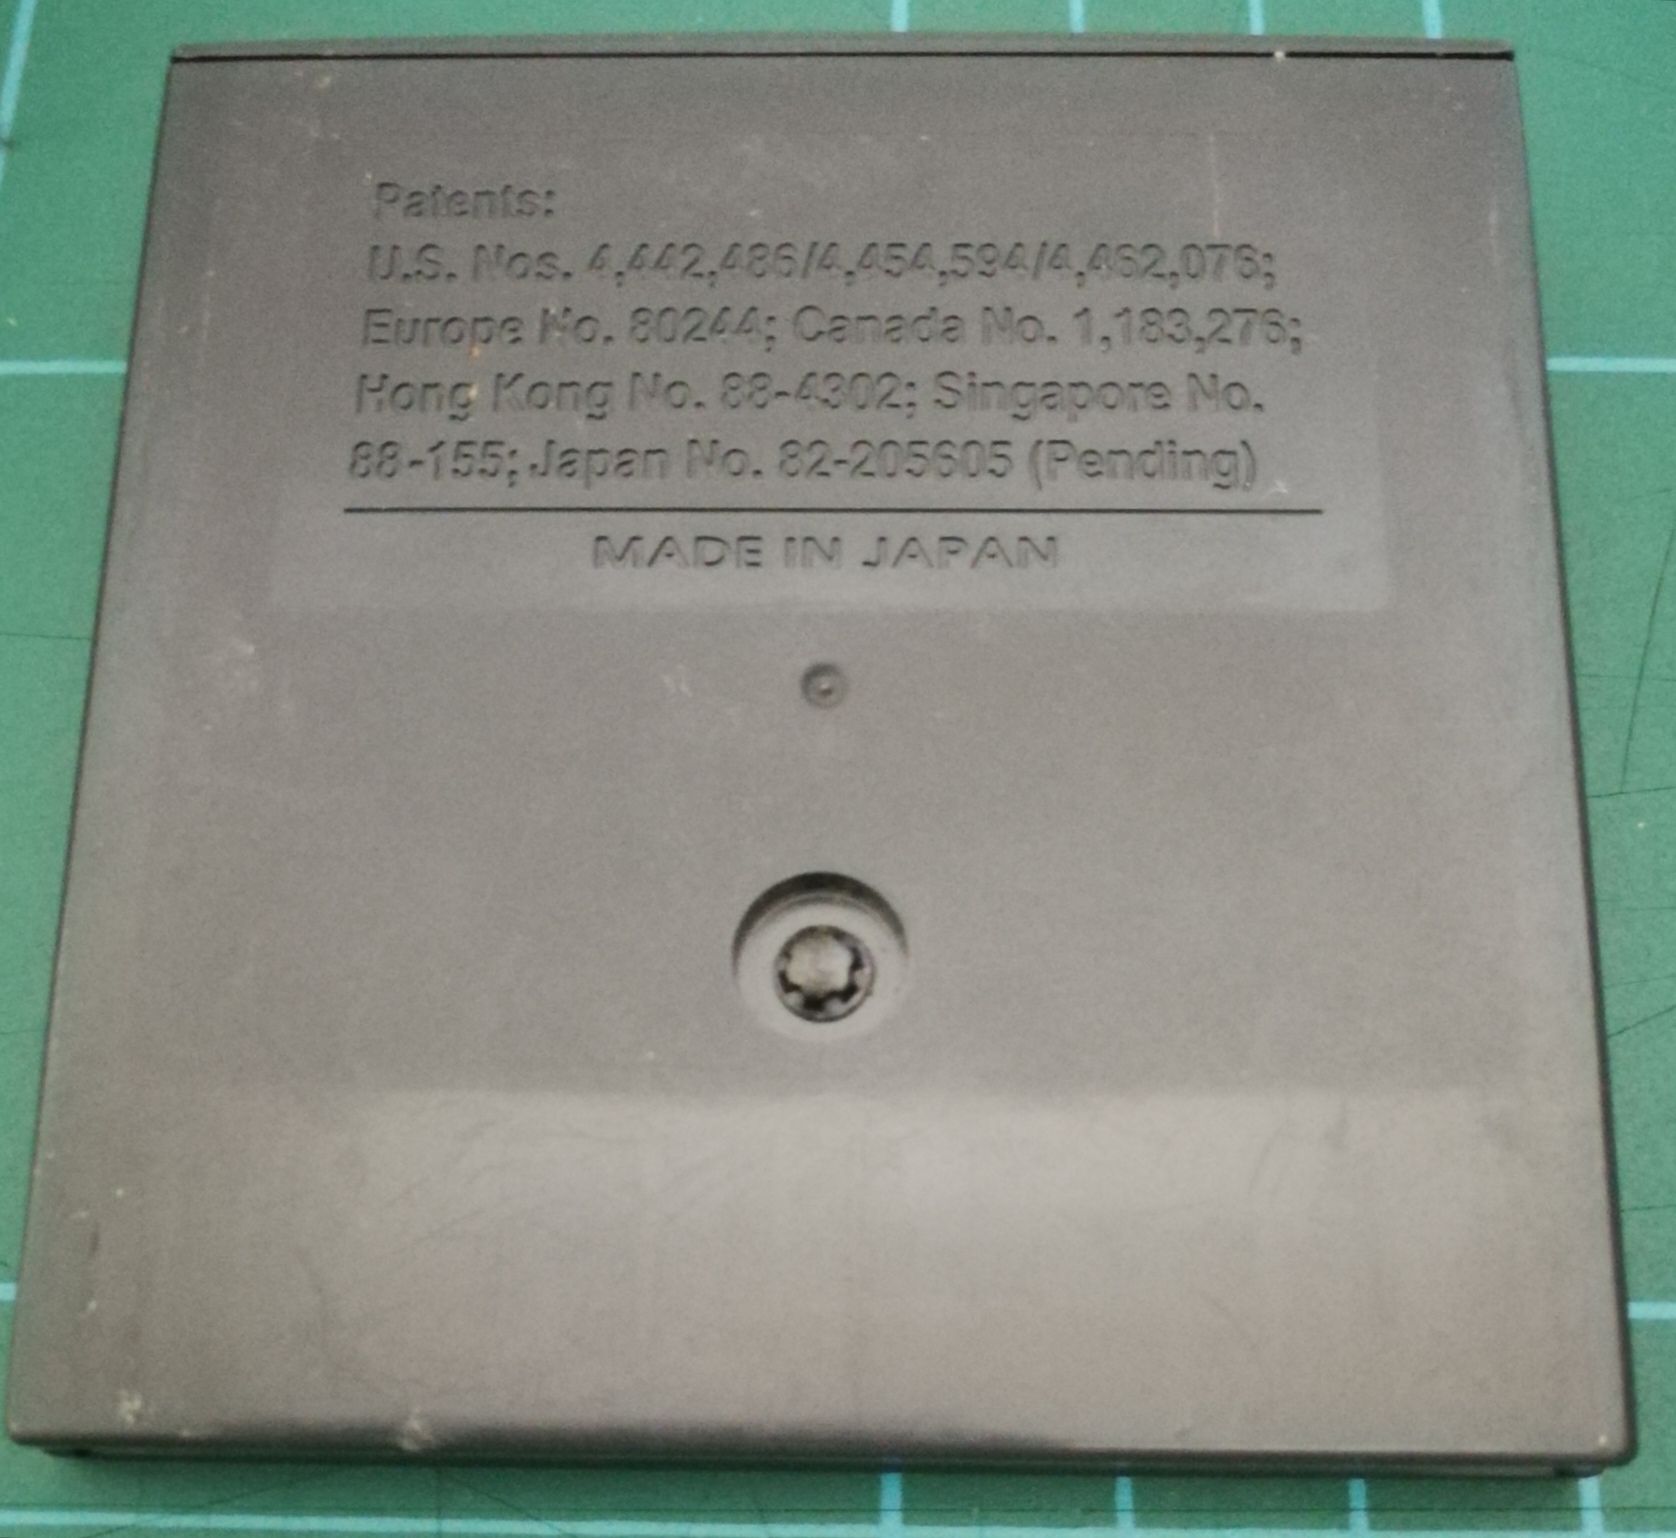 Patents:
U.S. Nos. 4,442,486/4,454,594/4,462,076;
Europe No. 80244; Canada No. 1,183,276;
Hong Kong No. 88-4302; Singapore No.
88-155; Japan No. 82-205605 (Pending)
MADE IN JAPAN